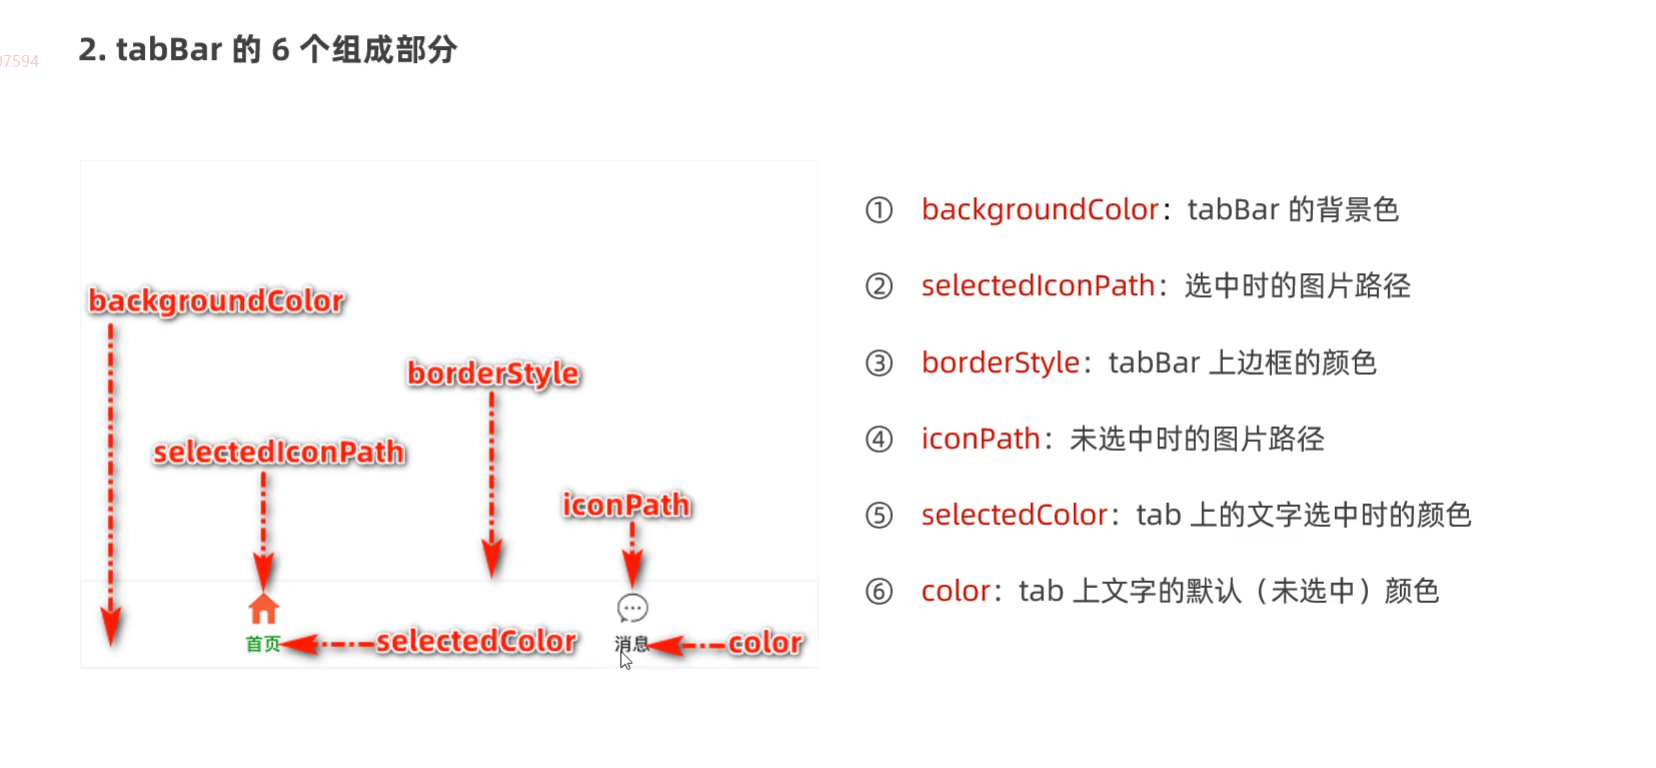 2. tabBar 的 6 个组成部分
97594
backgroundColor
borderStyle
selectedIconPath
iconPath
首页
selectedColor
消息
color
① backgroundColor：tabBar 的背景色
② selectedIconPath：选中时的图片路径
③ borderStyle：tabBar 上边框的颜色
④ iconPath：未选中时的图片路径
⑤ selectedColor：tab 上的文字选中时的颜色
⑥ color：tab 上文字的默认（未选中）颜色